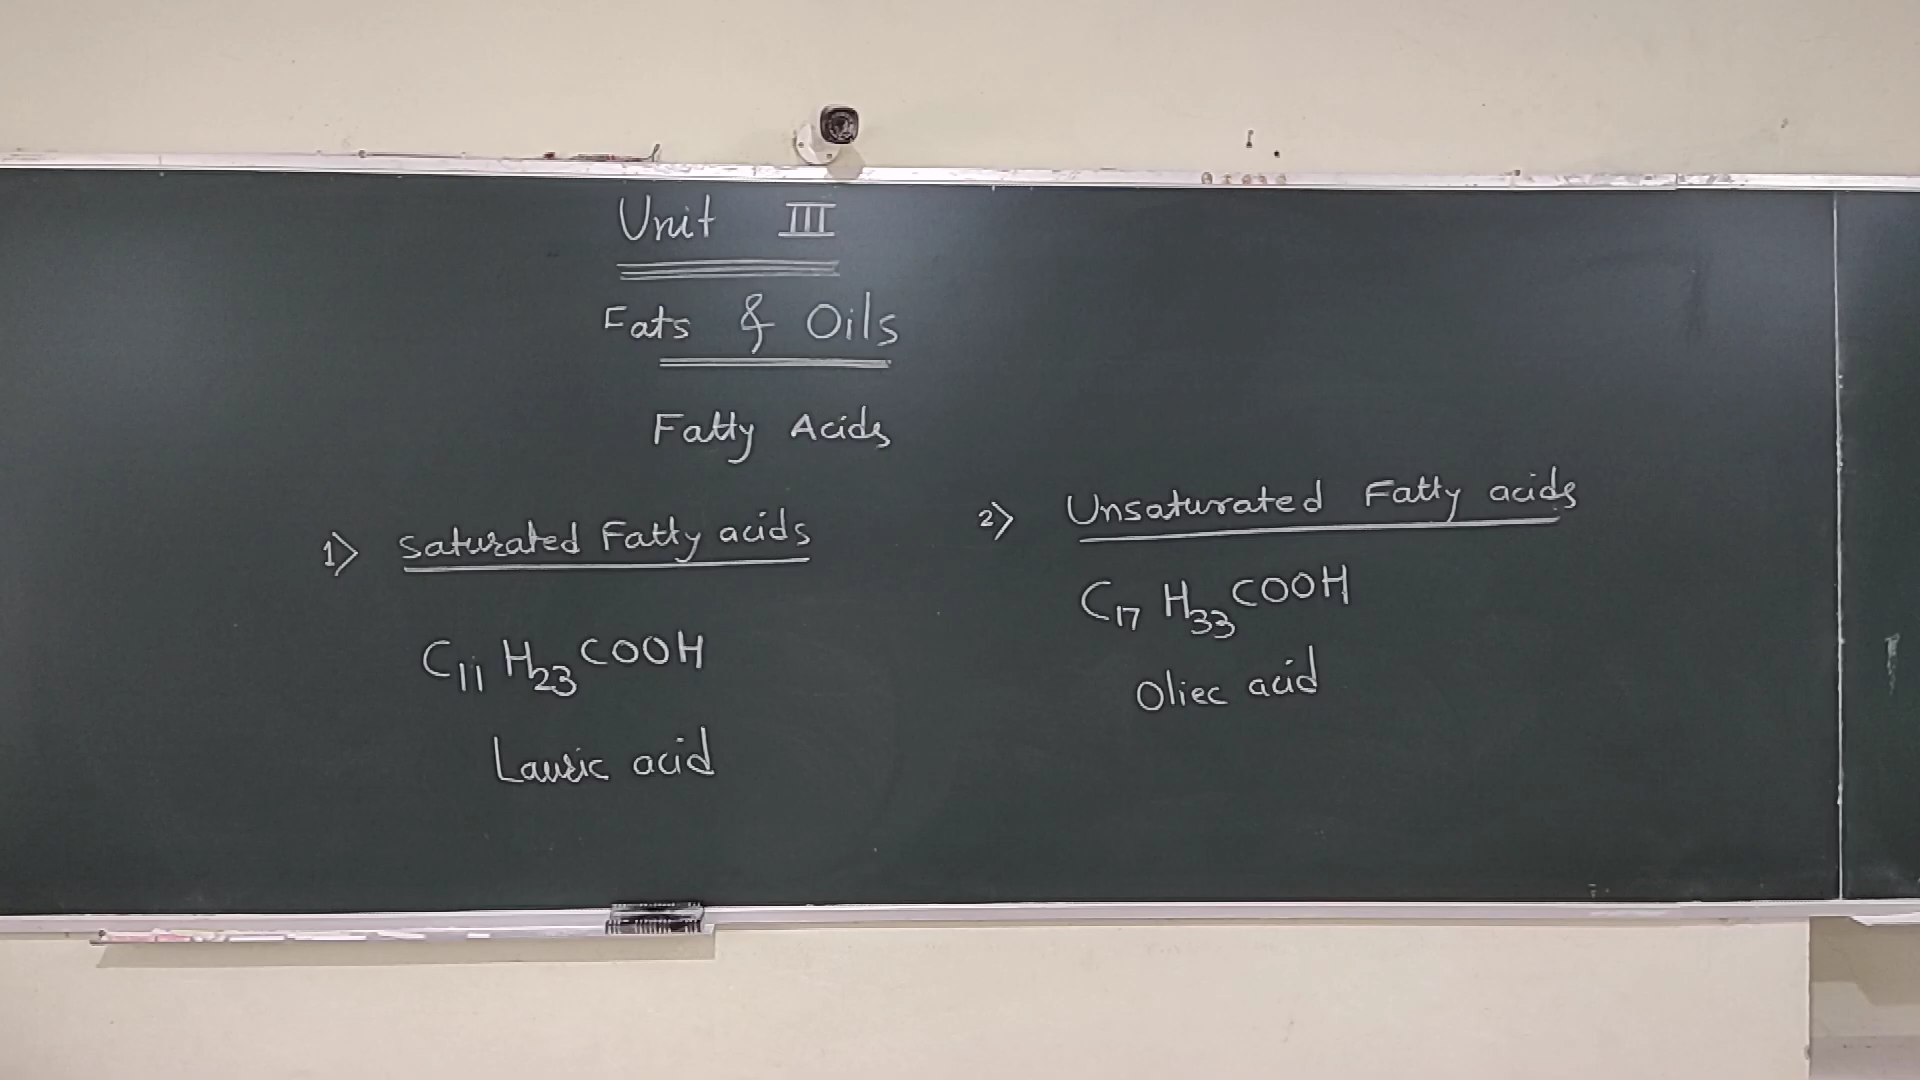 Unit III
Fats & Oils
Fatty Acids
1) Saturated Fatty acids
C11 H23 COOH
Lauric acid
2) Unsaturated Fatty acids
C17 H33 COOH
Oliec acid